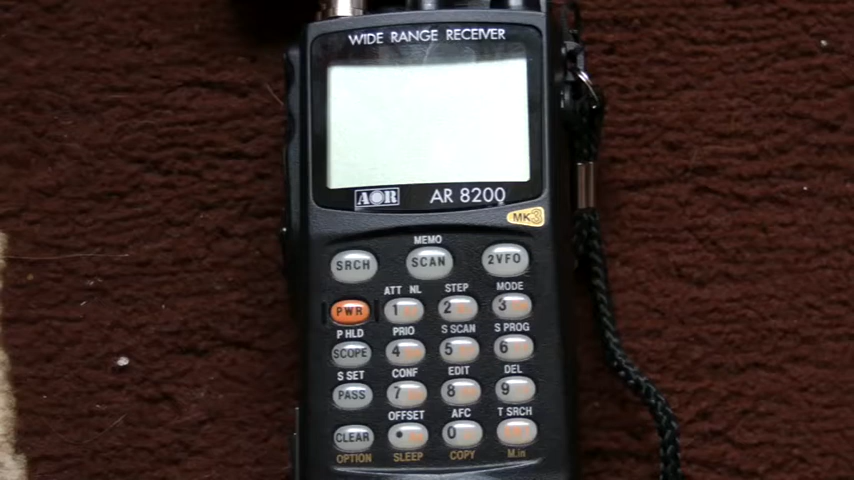 WIDE RANGE RECEIVER
AOR AR 8200
MK3
MEMO
SRCH SCAN 2VFO
ATT NL STEP MODE
PWR 1 2 3
P HLD PRIO S SCAN S PROG
SCOPE 4 5 6
S SET CONF EDIT DEL
PASS 7 8 9
OFFSET AFC T SRCH
CLEAR • 0
OPTION SLEEP COPY M.in